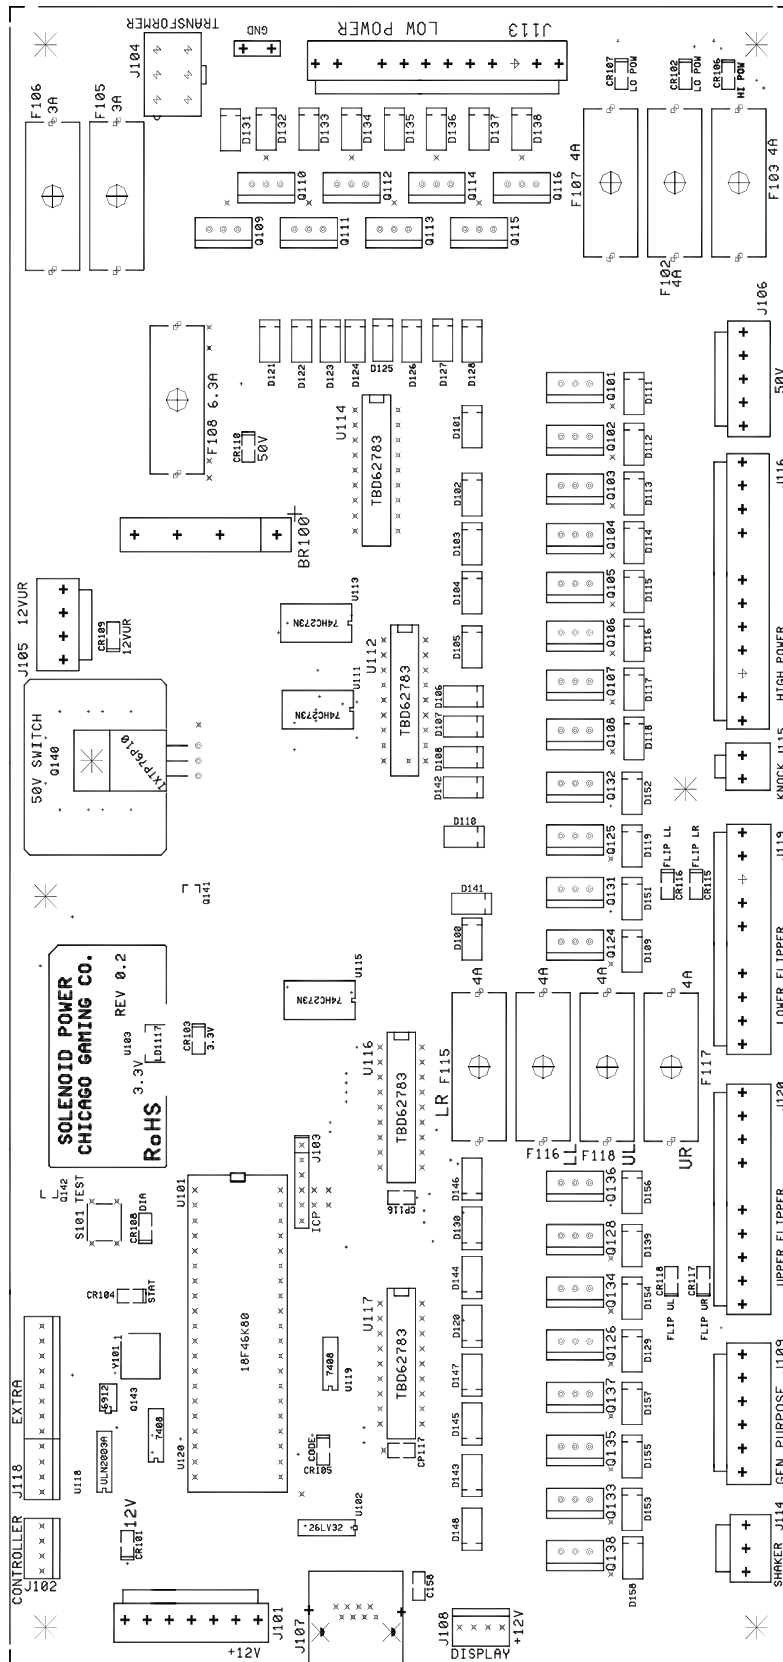 TRANSFORMER
J104
GND
LOW POWER
J113
CR107
LO POW
CR102
LO POW
CR106
HI POW
F106
3A
F105
3A
D131
D132
D133
D134
D135
D136
D137
D138
Q110
Q112
Q114
Q116
Q109
Q111
Q113
Q115
F107 4A
F102
4A
F103 4A
J106
50V
F108 6.3A
CR110
50V
D121
D122
D123
D124
D125
D126
D127
D128
U114
TBD62783
D101
D102
D103
D104
D105
D106
D107
D108
D142
D110
D141
D100
Q101
D111
Q102
D112
Q103
D113
Q104
D114
Q105
D115
Q106
D116
Q107
D117
Q108
D118
Q132
D152
Q125
D119
Q131
D151
Q124
D109
J116
HIGH POWER
KNOCK J115
BR100
J105 12VUR
CR109
12VUR
U113
74HC273N
U111
74HC273N
U112
TBD62783
50V SWITCH
Q140
IXTP76P10
Q141
FLIP LL
CR116
FLIP LR
CR115
J119
LOWER FLIPPER
SOLENOID POWER
CHICAGO GAMING CO.
REV 0.2
U103
LD1117
3.3V
RoHS
CR103
3.3V
U115
74HC273N
U116
TBD62783
4A
F115
LR
4A
F116
LL
4A
F118
UL
4A
F117
UR
J120
UPPER FLIPPER
Q142
S101 TEST
CR108
DIA
U101
18F46K80
J103
ICP
CP116
D146
D130
D144
D120
D147
D145
D143
D148
Q136
D156
Q128
D139
Q134
D154
Q126
D129
Q137
D157
Q135
D155
Q133
D153
Q138
D158
CR118
FLIP UL
CR117
FLIP UR
CR104
STAT
Y101
1
6912
Q143
7408
U120
ULN2003A
U118
J118 EXTRA
U117
TBD62783
7408
U119
CODE
CR105
CP117
U102
26LV32
GEN PURPOSE J109
SHAKER J114
CONTROLLER
J102
12V
CR101
J101
+12V
J107
C158
J108
+12V
DISPLAY